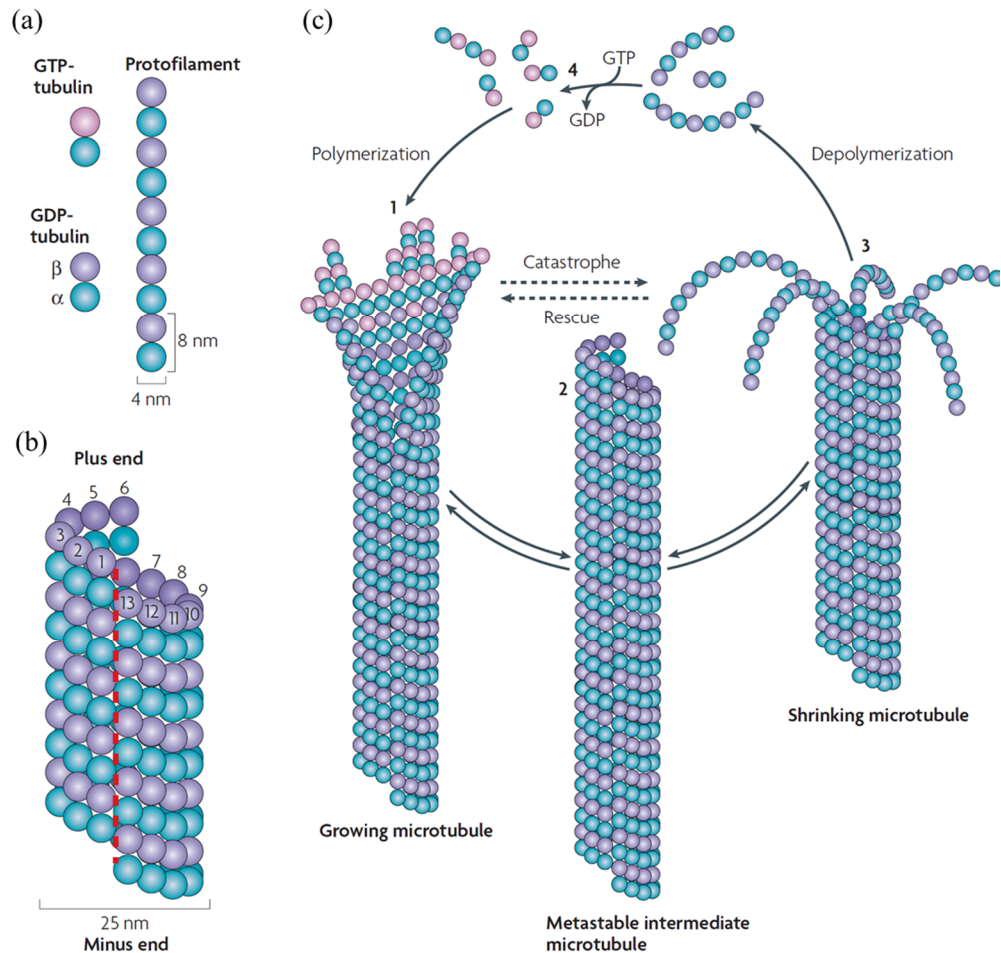 (a)
GTP-
tubulin
Protofilament
GDP-
tubulin
β
α
8 nm
4 nm
(b)
Plus end
4
5
6
3
2
1
7
8
9
13
12
11
10
25 nm
Minus end
(c)
4
GTP
GDP
Polymerization
Depolymerization
1
Catastrophe
Rescue
3
2
Growing microtubule
Shrinking microtubule
Metastable intermediate
microtubule